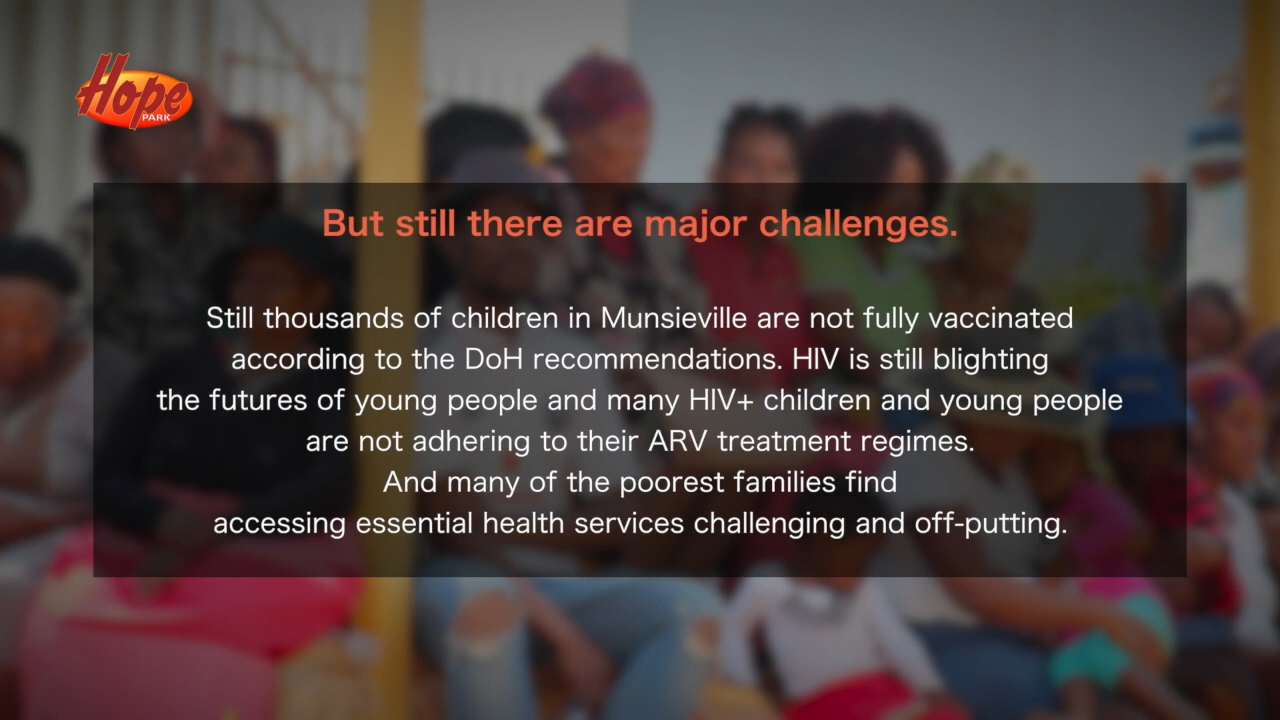 Hope
PARK
But still there are major challenges.
Still thousands of children in Munsieville are not fully vaccinated
according to the DoH recommendations. HIV is still blighting
the futures of young people and many HIV+ children and young people
are not adhering to their ARV treatment regimes.
And many of the poorest families find
accessing essential health services challenging and off-putting.